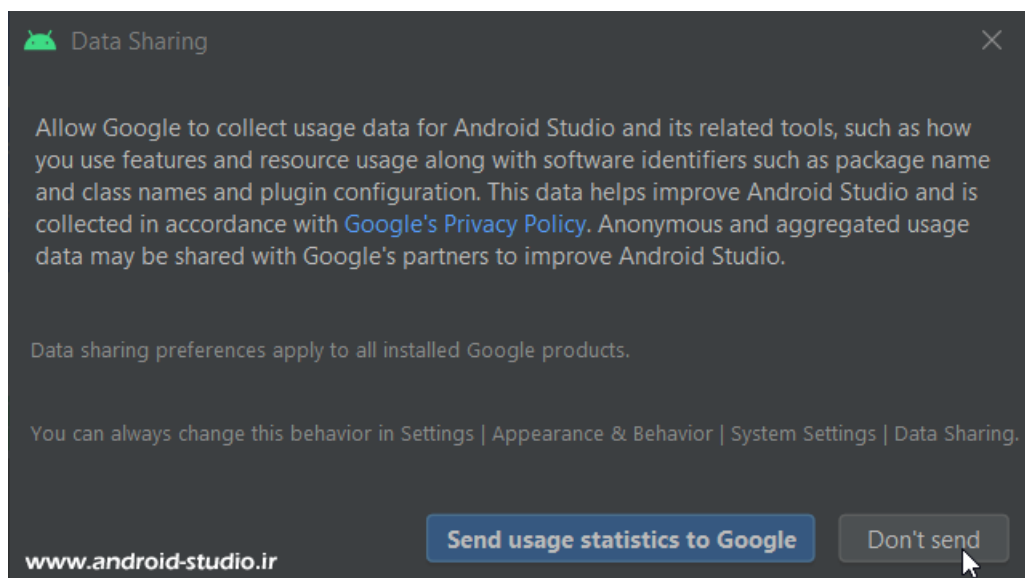 Data Sharing
Allow Google to collect usage data for Android Studio and its related tools, such as how
you use features and resource usage along with software identifiers such as package name
and class names and plugin configuration. This data helps improve Android Studio and is
collected in accordance with Google's Privacy Policy. Anonymous and aggregated usage
data may be shared with Google's partners to improve Android Studio.
Data sharing preferences apply to all installed Google products.
You can always change this behavior in Settings | Appearance & Behavior | System Settings | Data Sharing.
Send usage statistics to Google
Don't send
www.android-studio.ir